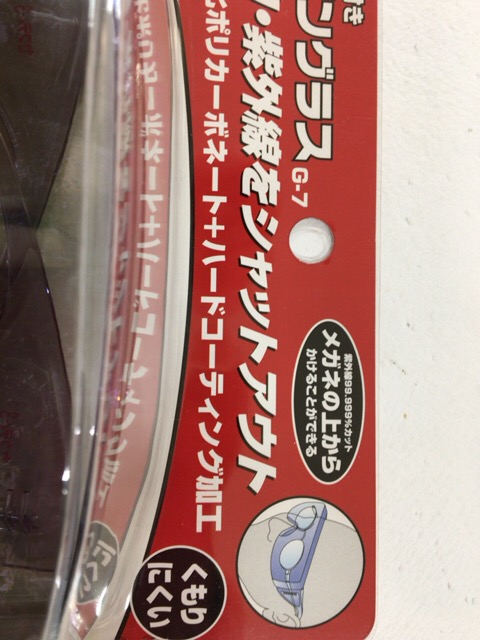 付き
ングラス G-7
・紫外線をシャットアウト
ポリカーボネート+ハードコーティング加工
紫外線99.999%カット
メガネの上から
かけることができる
くもり
にくい